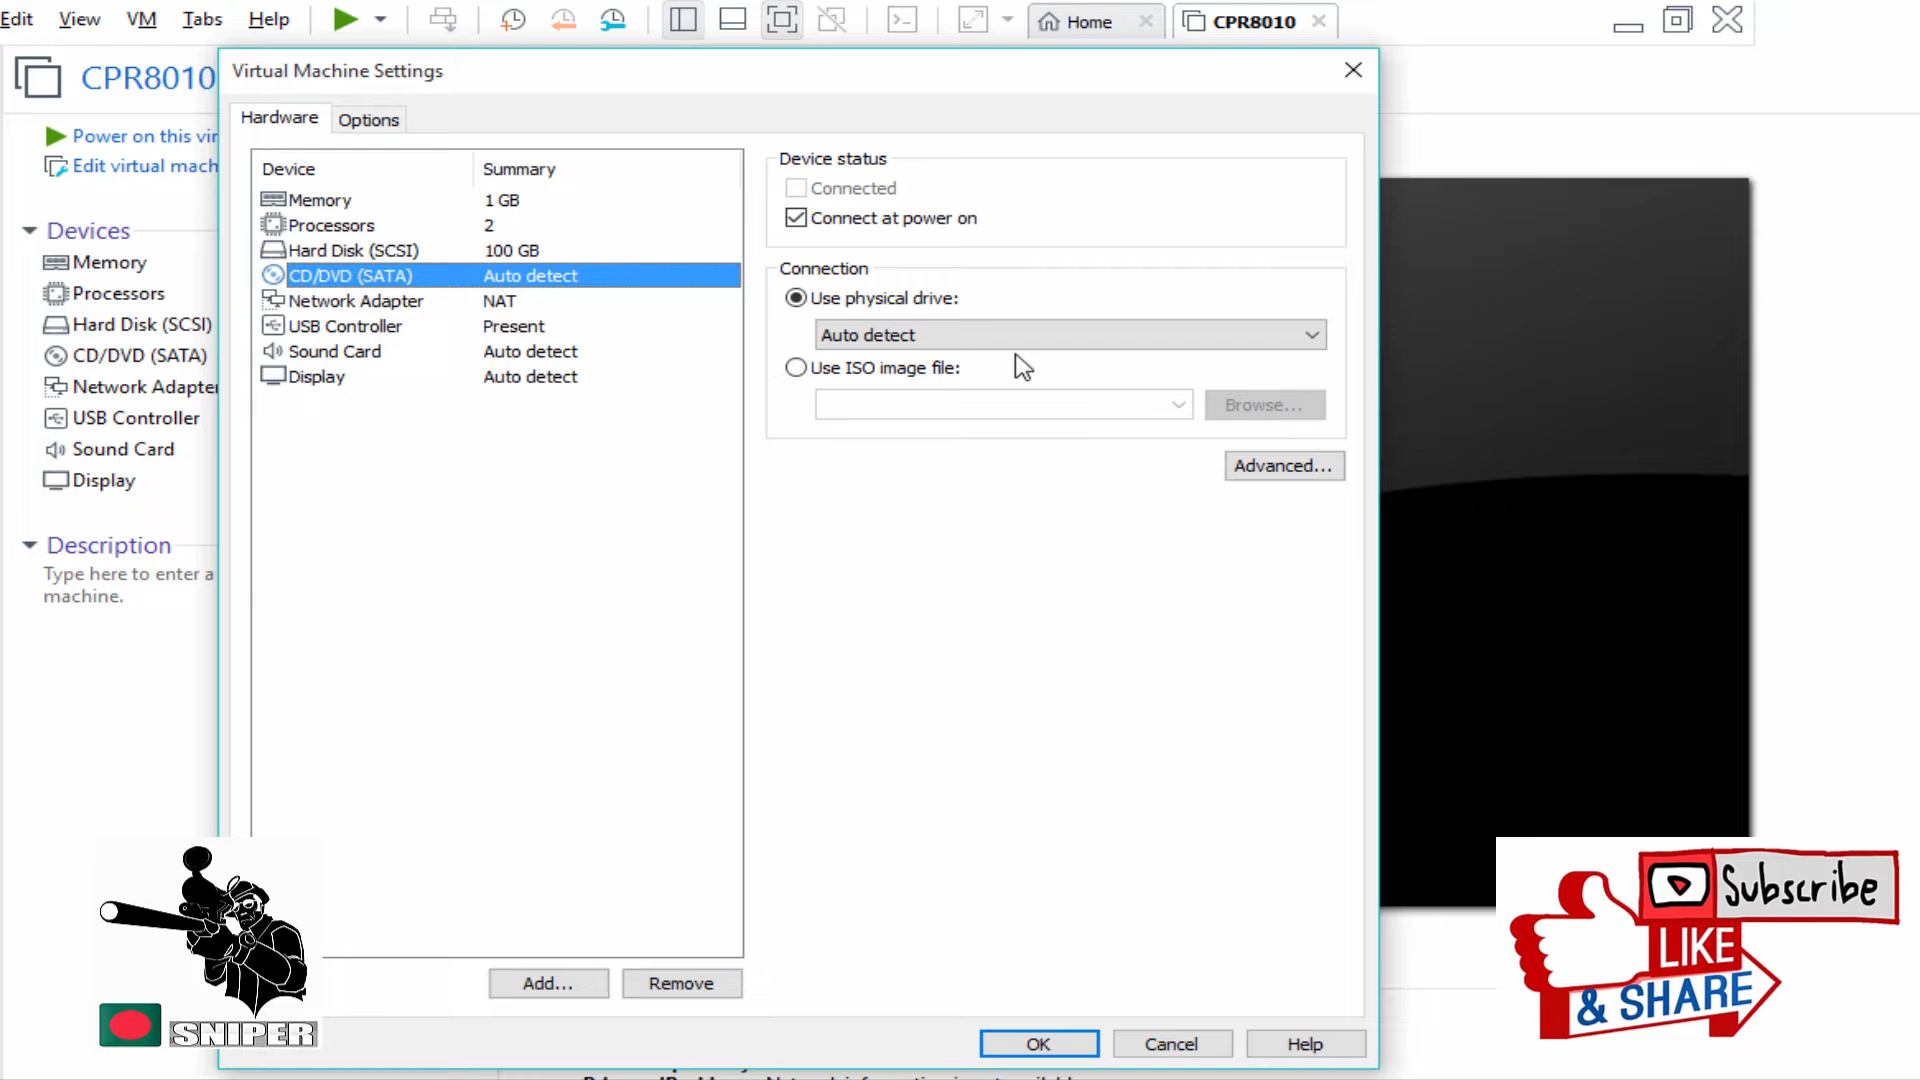 Edit View VM Tabs Help Home CPR8010
CPR8010
Power on this vir
Edit virtual mach
Devices
Memory
Processors
Hard Disk (SCSI)
CD/DVD (SATA)
Network Adapter
USB Controller
Sound Card
Display
Description
Type here to enter a
machine.
Virtual Machine Settings
Hardware Options
Device Summary
Memory 1 GB
Processors 2
Hard Disk (SCSI) 100 GB
CD/DVD (SATA) Auto detect
Network Adapter NAT
USB Controller Present
Sound Card Auto detect
Display Auto detect
Device status
Connected
Connect at power on
Connection
Use physical drive:
Auto detect
Use ISO image file:
Browse...
Advanced...
Add... Remove
OK Cancel Help
SNIPER
Subscribe
LIKE
& SHARE